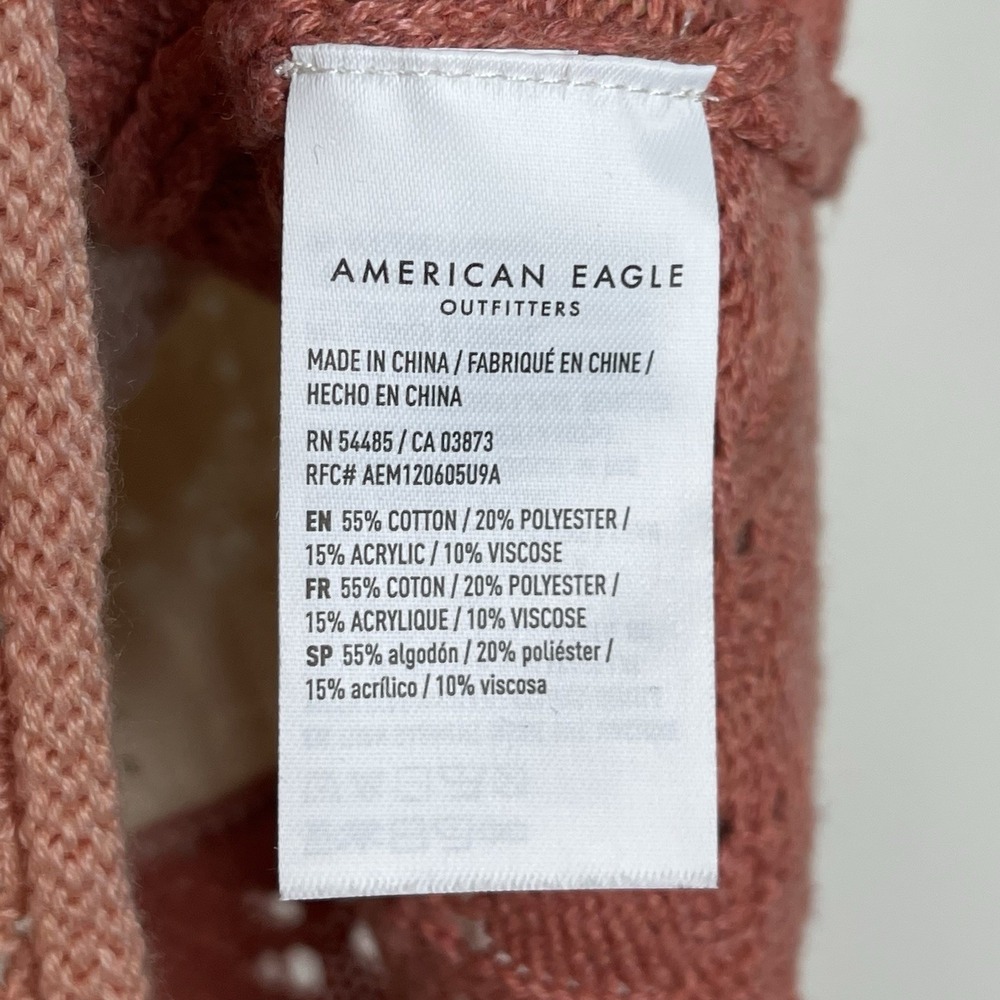 AMERICAN EAGLE
OUTFITTERS
MADE IN CHINA / FABRIQUÉ EN CHINE /
HECHO EN CHINA
RN 54485 / CA 03873
RFC# AEM120605U9A
EN 55% COTTON / 20% POLYESTER /
15% ACRYLIC / 10% VISCOSE
FR 55% COTON / 20% POLYESTER /
15% ACRYLIQUE / 10% VISCOSE
SP 55% algodón / 20% poliéster /
15% acrílico / 10% viscosa